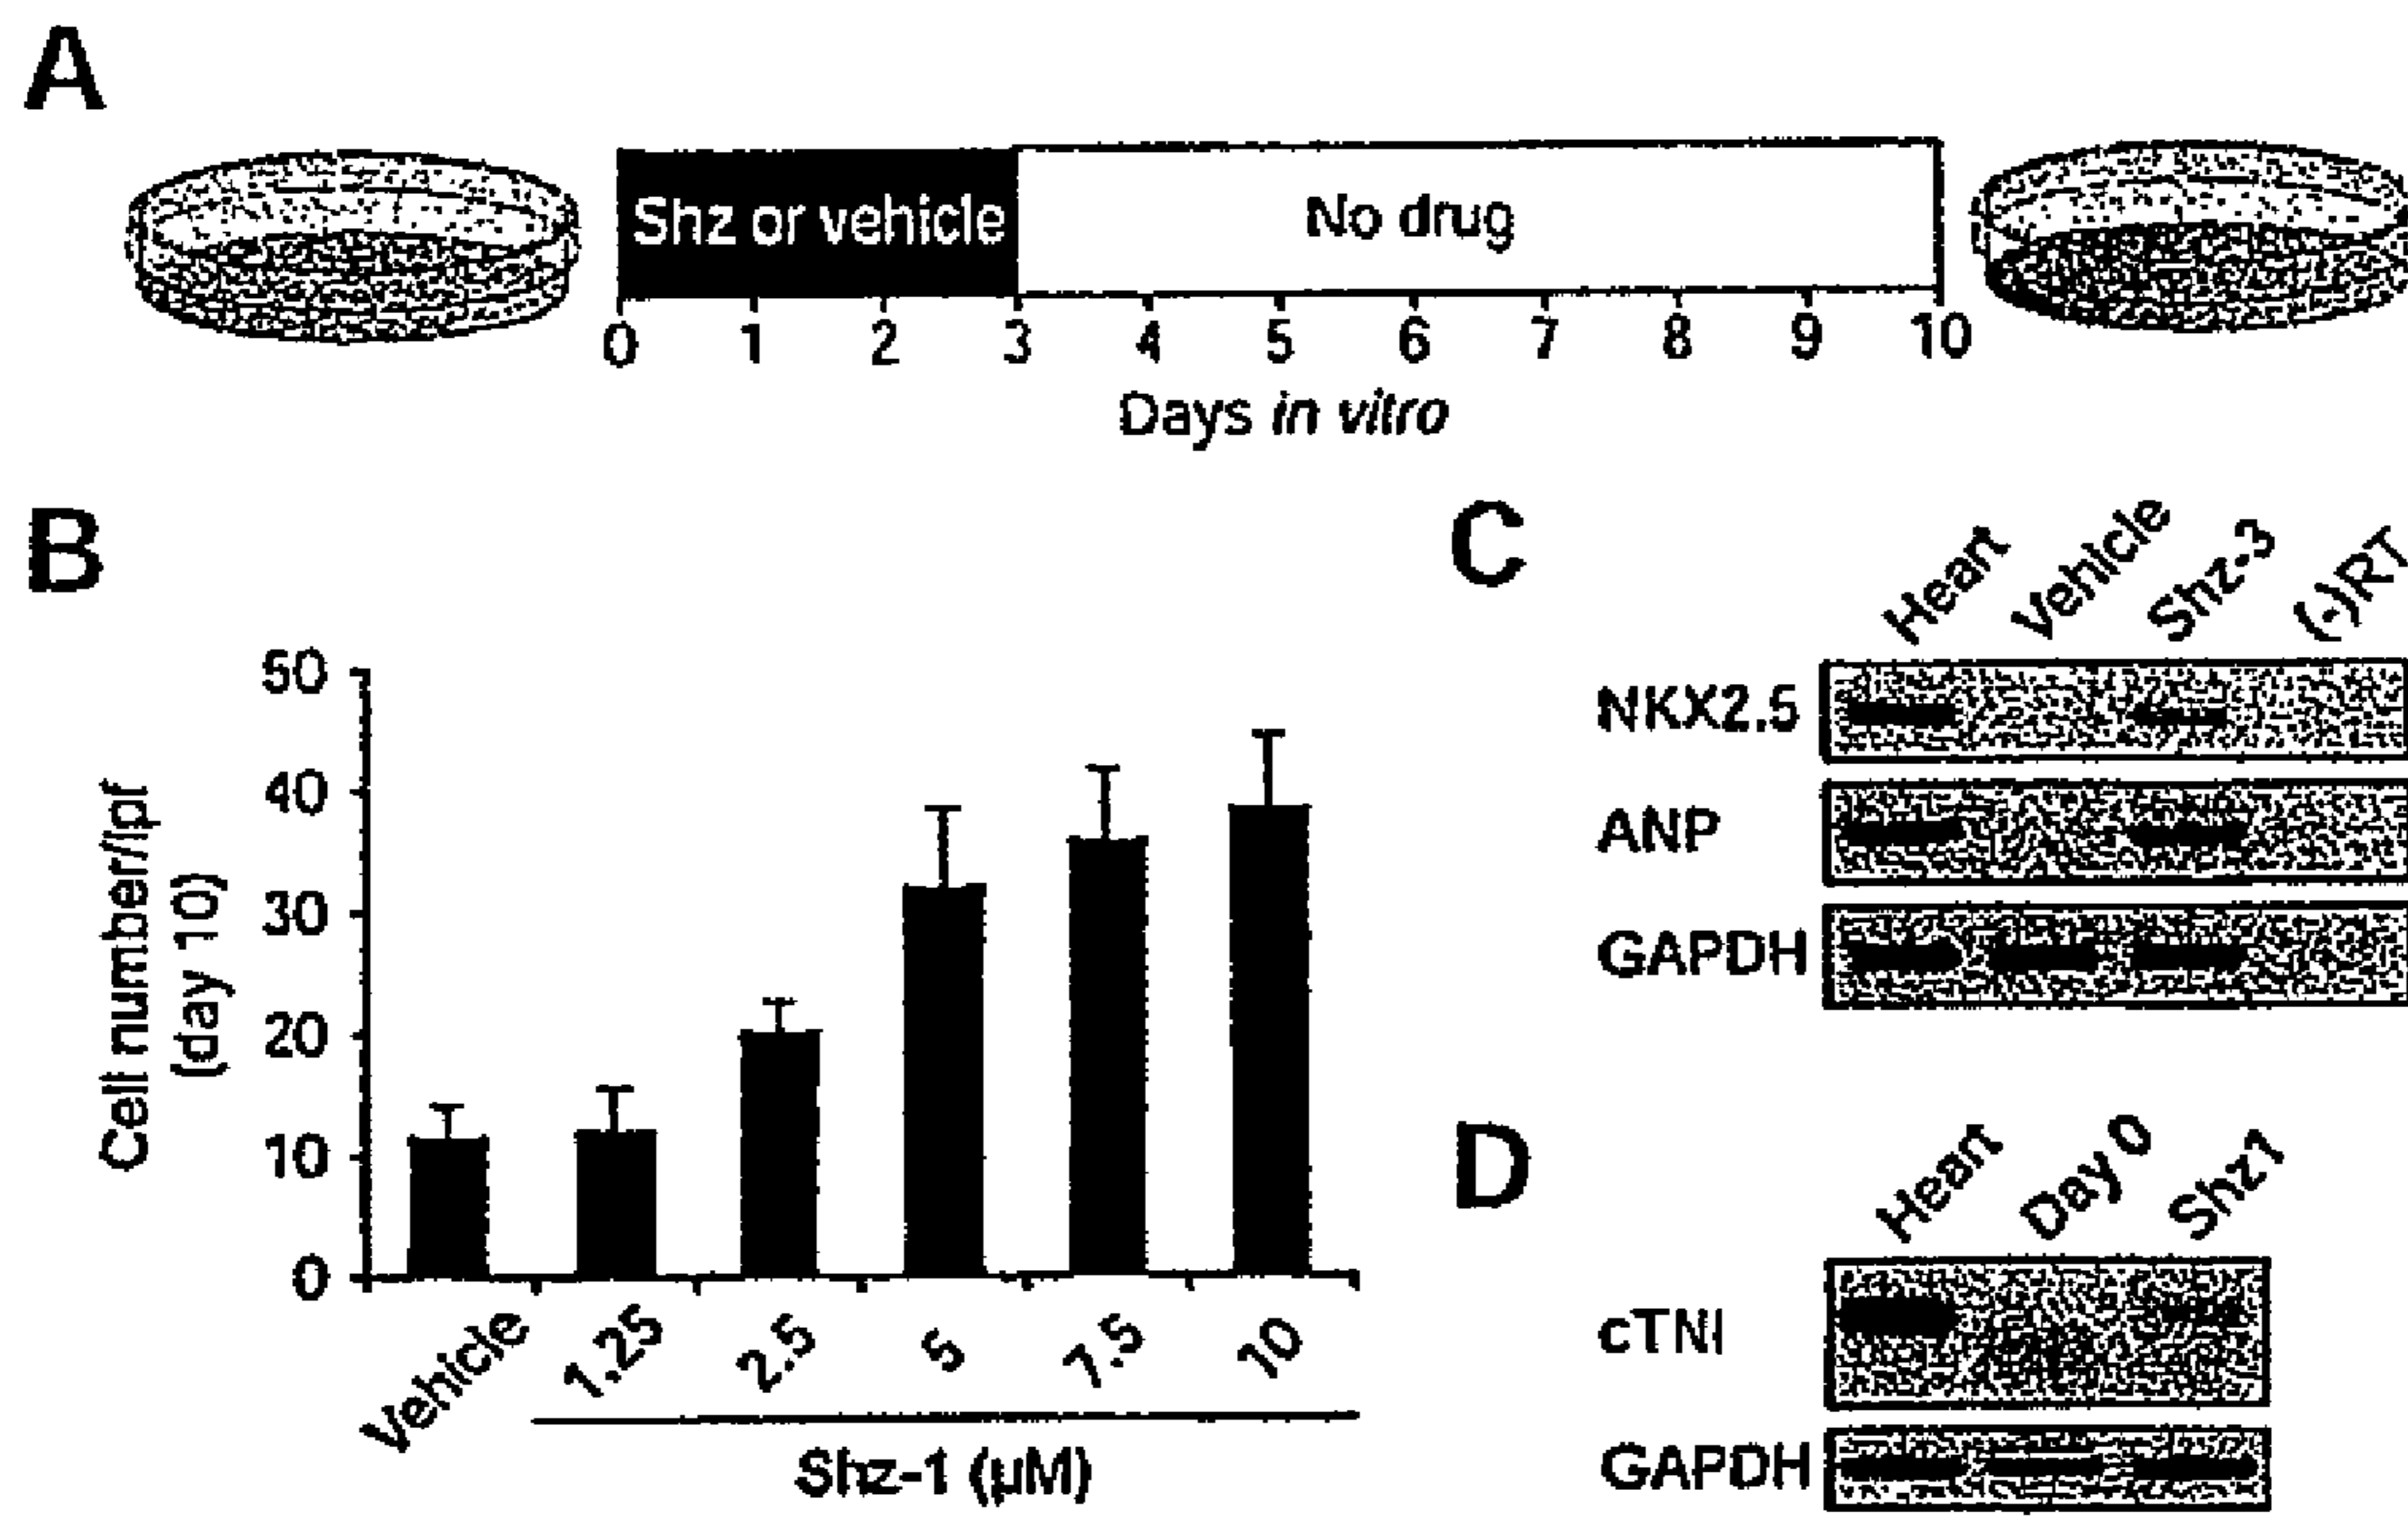 A
Shz or vehicle
No drug
0 1 2 3 4 5 6 7 8 9 10
Days in vitro
B
Cell number/lpf
(day 10)
50
40
30
20
10
0
Vehicle 1.25 2.5 5 7.5 10
Shz-1 (µM)
C
Heart Vehicle Shz-3 (-)RT
NKX2.5
ANP
GAPDH
D
Heart Day 0 Shz1
cTNI
GAPDH